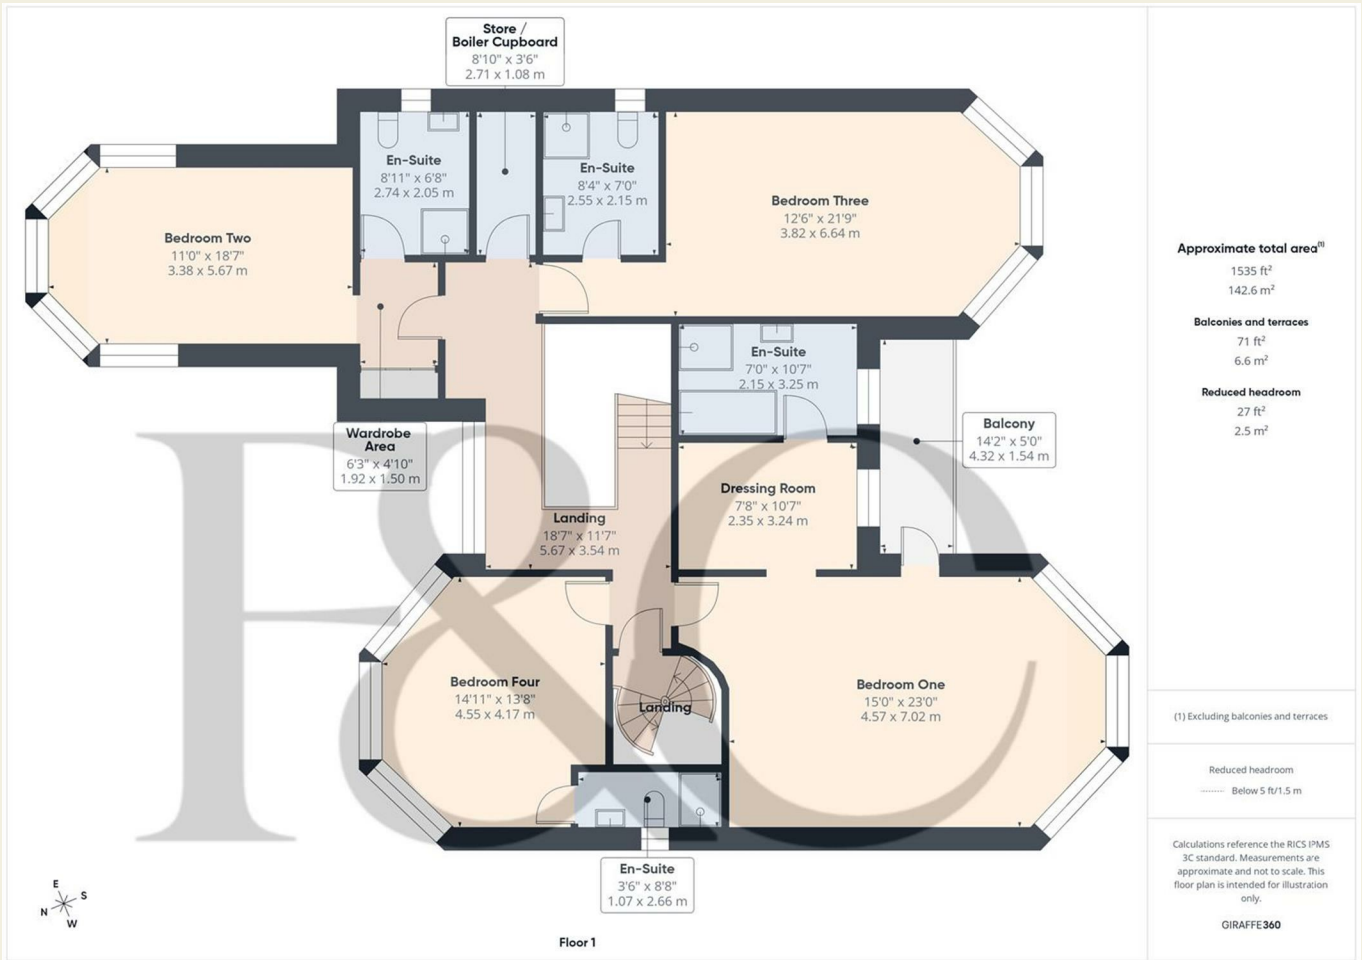 Store /
Boiler Cupboard
8'10" x 3'6"
2.71 x 1.08 m
En-Suite
8'11" x 6'8"
2.74 x 2.05 m
En-Suite
8'4" x 7'0"
2.55 x 2.15 m
Bedroom Three
12'6" x 21'9"
3.82 x 6.64 m
Bedroom Two
11'0" x 18'7"
3.38 x 5.67 m
En-Suite
7'0" x 10'7"
2.15 x 3.25 m
Wardrobe
Area
6'3" x 4'10"
1.92 x 1.50 m
Balcony
14'2" x 5'0"
4.32 x 1.54 m
Dressing Room
7'8" x 10'7"
2.35 x 3.24 m
Landing
18'7" x 11'7"
5.67 x 3.54 m
Bedroom Four
14'11" x 13'8"
4.55 x 4.17 m
Landing
Bedroom One
15'0" x 23'0"
4.57 x 7.02 m
En-Suite
3'6" x 8'8"
1.07 x 2.66 m
F&C
E
S
N
W
Floor 1
Approximate total area(1)
1535 ft²
142.6 m²
Balconies and terraces
71 ft²
6.6 m²
Reduced headroom
27 ft²
2.5 m²
(1) Excluding balconies and terraces
Reduced headroom
Below 5 ft/1.5 m
Calculations reference the RICS IPMS
3C standard. Measurements are
approximate and not to scale. This
floor plan is intended for illustration
only.
GIRAFFE360